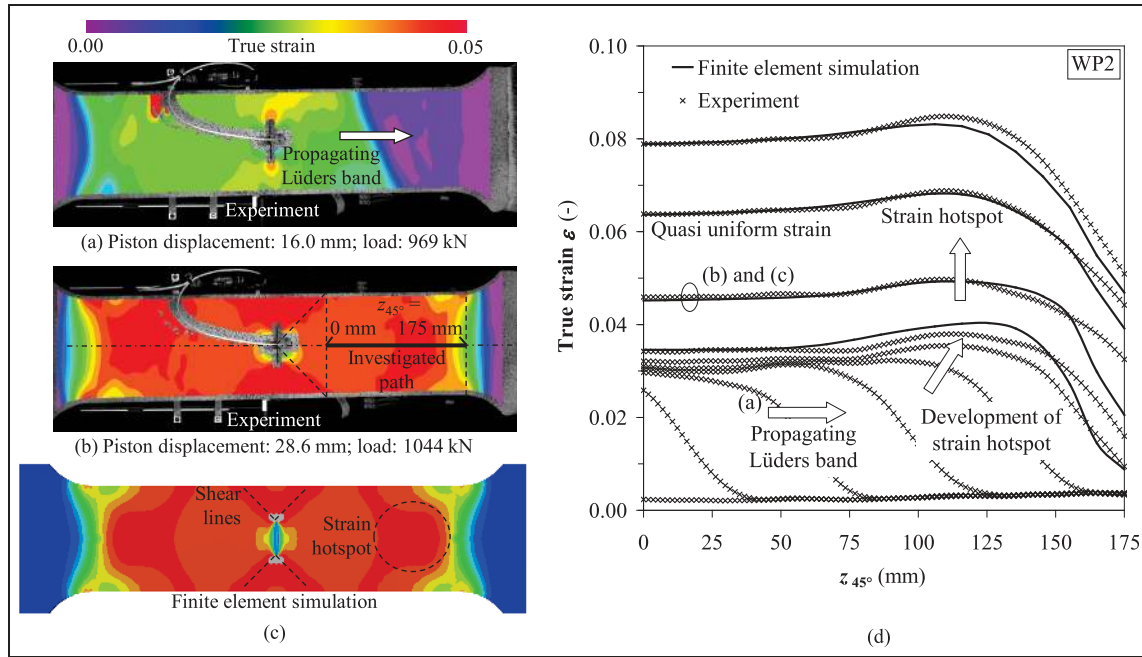 0.00
True strain
0.05
Propagating
Lüders band
Experiment
(a) Piston displacement: 16.0 mm; load: 969 kN
z45° =
0 mm
175 mm
Investigated
path
Experiment
(b) Piston displacement: 28.6 mm; load: 1044 kN
Shear
lines
Strain
hotspot
Finite element simulation
(c)
WP2
Finite element simulation
Experiment
Strain hotspot
Quasi uniform strain
(b) and (c)
(a)
Propagating
Lüders band
Development of
strain hotspot
True strain ε (-)
0.10
0.08
0.06
0.04
0.02
0.00
0
25
50
75
100
125
150
175
z 45° (mm)
(d)